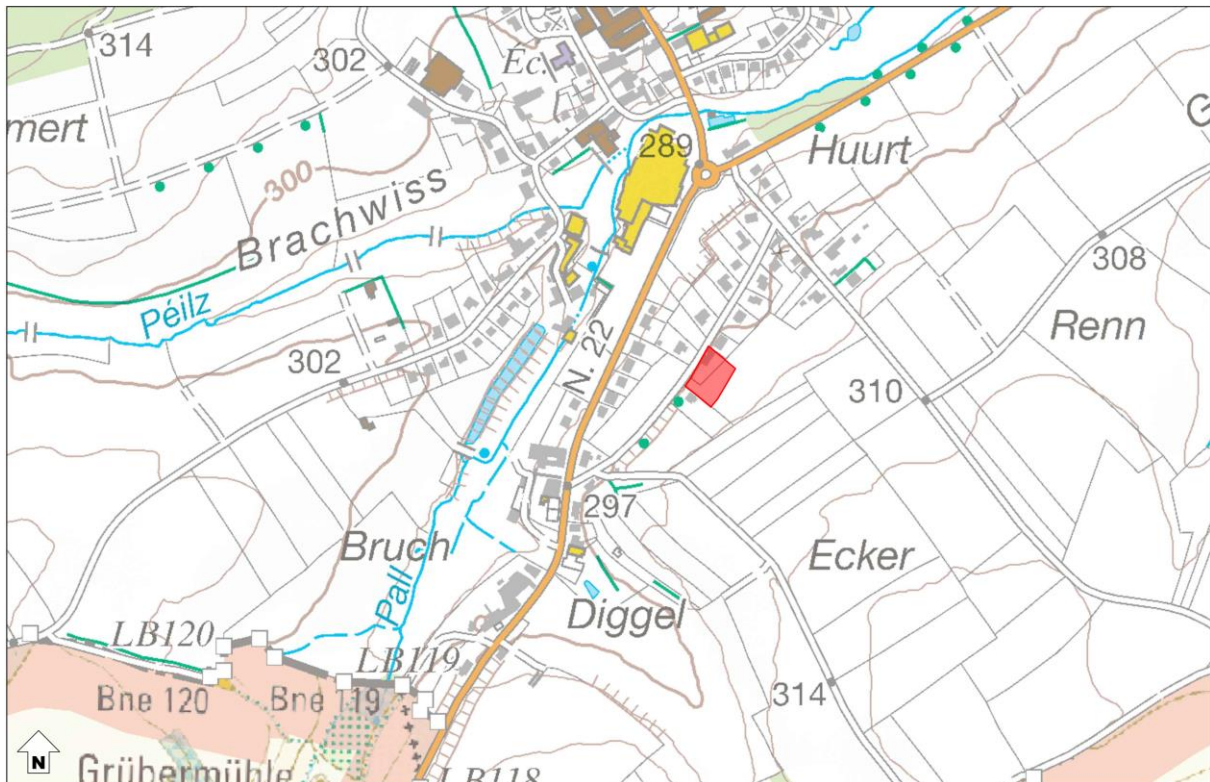 314
302
Ec.
289
Huurt
mert
300
Brachwiss
308
Péilz
N. 22
Renn
302
310
297
Bruch
Ecker
Pall
Diggel
LB120
LB119
Bne 120
Bne 119
314
N
Grübermühle
LB118